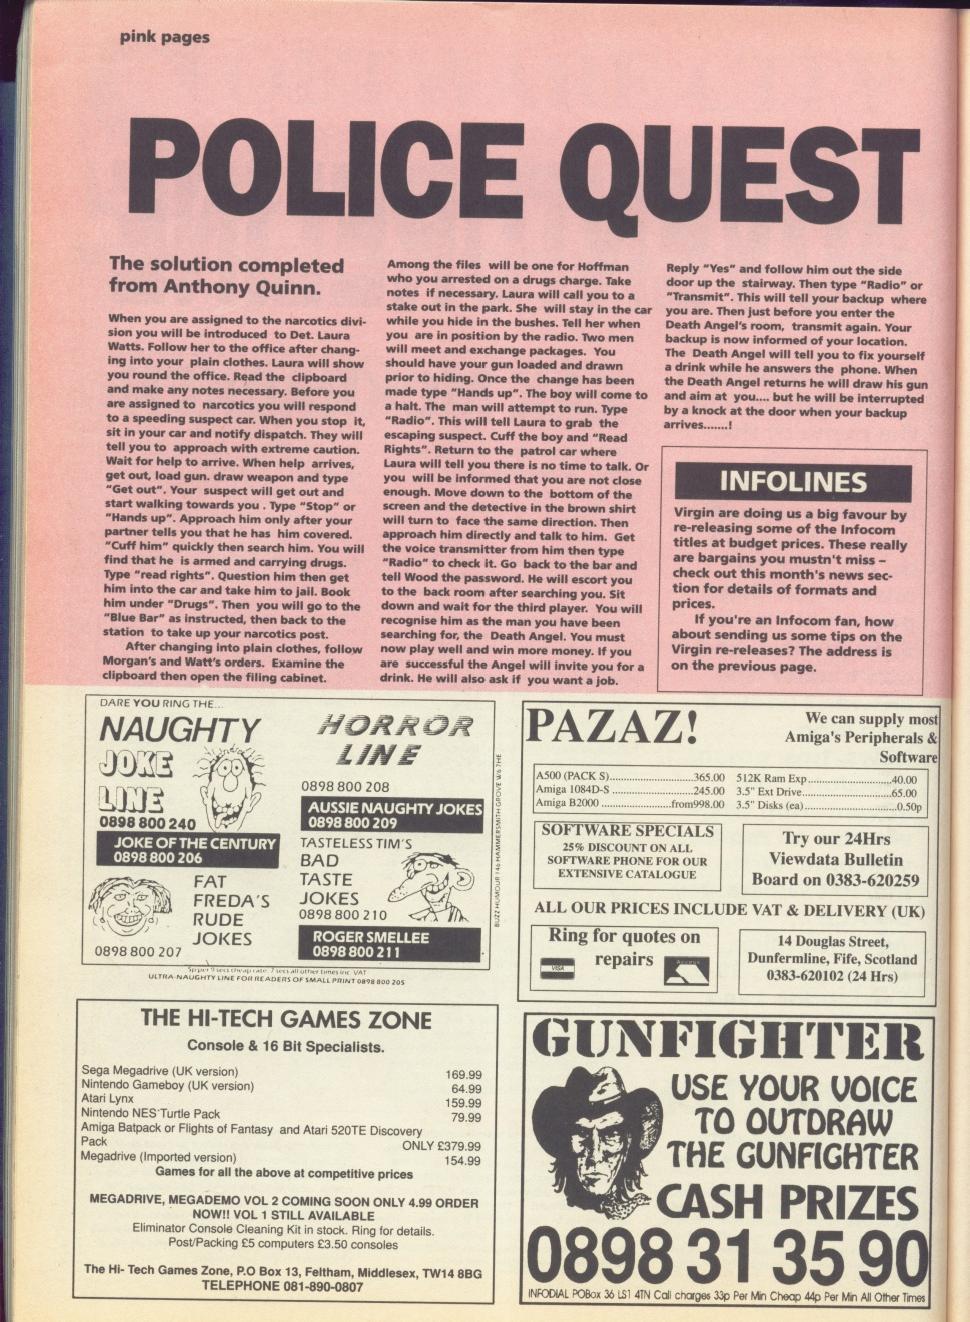 pink pages
POLICE QUEST
The solution completed
from Anthony Quinn.
When you are assigned to the narcotics divi-
sion you will be introduced to Det. Laura
Watts. Follow her to the office after chang-
ing into your plain clothes. Laura will show
you round the office. Read the clipboard
and make any notes necessary. Before you
are assigned to narcotics you will respond
to a speeding suspect car. When you stop it,
sit in your car and notify dispatch. They will
tell you to approach with extreme caution.
Wait for help to arrive. When help arrives,
get out, load gun. draw weapon and type
"Get out". Your suspect will get out and
start walking towards you . Type "Stop" or
"Hands up". Approach him only after your
partner tells you that he has him covered.
"Cuff him" quickly then search him. You will
find that he is armed and carrying drugs.
Type "read rights". Question him then get
him into the car and take him to jail. Book
him under "Drugs". Then you will go to the
"Blue Bar" as instructed, then back to the
station to take up your narcotics post.
After changing into plain clothes, follow
Morgan's and Watt's orders. Examine the
clipboard then open the filing cabinet.
Among the files will be one for Hoffman
who you arrested on a drugs charge. Take
notes if necessary. Laura will call you to a
stake out in the park. She will stay in the car
while you hide in the bushes. Tell her when
you are in position by the radio. Two men
will meet and exchange packages. You
should have your gun loaded and drawn
prior to hiding. Once the change has been
made type "Hands up". The boy will come to
a halt. The man will attempt to run. Type
"Radio". This will tell Laura to grab the
escaping suspect. Cuff the boy and "Read
Rights". Return to the patrol car where
Laura will tell you there is no time to talk. Or
you will be informed that you are not close
enough. Move down to the bottom of the
screen and the detective in the brown shirt
will turn to face the same direction. Then
approach him directly and talk to him. Get
the voice transmitter from him then type
"Radio" to check it. Go back to the bar and
tell Wood the password. He will escort you
to the back room after searching you. Sit
down and wait for the third player. You will
recognise him as the man you have been
searching for, the Death Angel. You must
now play well and win more money. If you
are successful the Angel will invite you for a
drink. He will also ask if you want a job.
Reply "Yes" and follow him out the side
door up the stairway. Then type "Radio" or
"Transmit". This will tell your backup where
you are. Then just before you enter the
Death Angel's room, transmit again. Your
backup is now informed of your location.
The Death Angel will tell you to fix yourself
a drink while he answers the phone. When
the Death Angel returns he will draw his gun
and aim at you.... but he will be interrupted
by a knock at the door when your backup
arrives.......!
INFOLINES
Virgin are doing us a big favour by
re-releasing some of the Infocom
titles at budget prices. These really
are bargains you mustn't miss –
check out this month's news sec-
tion for details of formats and
prices.
If you're an Infocom fan, how
about sending us some tips on the
Virgin re-releases? The address is
on the previous page.
DARE YOU RING THE...
NAUGHTY
JOKE
LINE
0898 800 240
JOKE OF THE CENTURY
0898 800 206
FAT
FREDA'S
RUDE
JOKES
0898 800 207
HORROR
LINE
0898 800 208
AUSSIE NAUGHTY JOKES
0898 800 209
TASTELESS TIM'S
BAD
TASTE
JOKES
0898 800 210
ROGER SMELLEE
0898 800 211
BUZZ HUMOUR 146 HAMMERSMITH GROVE W6 7HE
5p per 9 secs cheap rate. 7 secs all other times inc. VAT
ULTRA-NAUGHTY LINE FOR READERS OF SMALL PRINT 0898 800 205
PAZAZ!
We can supply most
Amiga's Peripherals &
Software
A500 (PACK S)..........................365.00 512K Ram Exp..........................40.00
Amiga 1084D-S..........................245.00 3.5" Ext Drive..........................65.00
Amiga B2000 ..........................from998.00 3.5" Disks (ea)..........................0.50p
SOFTWARE SPECIALS
25% DISCOUNT ON ALL
SOFTWARE PHONE FOR OUR
EXTENSIVE CATALOGUE
Try our 24Hrs
Viewdata Bulletin
Board on 0383-620259
ALL OUR PRICES INCLUDE VAT & DELIVERY (UK)
Ring for quotes on
repairs
VISA
Access
14 Douglas Street,
Dunfermline, Fife, Scotland
0383-620102 (24 Hrs)
THE HI-TECH GAMES ZONE
Console & 16 Bit Specialists.
Sega Megadrive (UK version) 169.99
Nintendo Gameboy (UK version) 64.99
Atari Lynx 159.99
Nintendo NES Turtle Pack 79.99
Amiga Batpack or Flights of Fantasy and Atari 520TE Discovery
Pack ONLY £379.99
Megadrive (Imported version) 154.99
Games for all the above at competitive prices
MEGADRIVE, MEGADEMO VOL 2 COMING SOON ONLY 4.99 ORDER
NOW!! VOL 1 STILL AVAILABLE
Eliminator Console Cleaning Kit in stock. Ring for details.
Post/Packing £5 computers £3.50 consoles
The Hi- Tech Games Zone, P.O Box 13, Feltham, Middlesex, TW14 8BG
TELEPHONE 081-890-0807
GUNFIGHTER
USE YOUR VOICE
TO OUTDRAW
THE GUNFIGHTER
CASH PRIZES
0898 31 35 90
INFODIAL POBox 36 LS1 4TN Call charges 33p Per Min Cheap 44p Per Min All Other Times